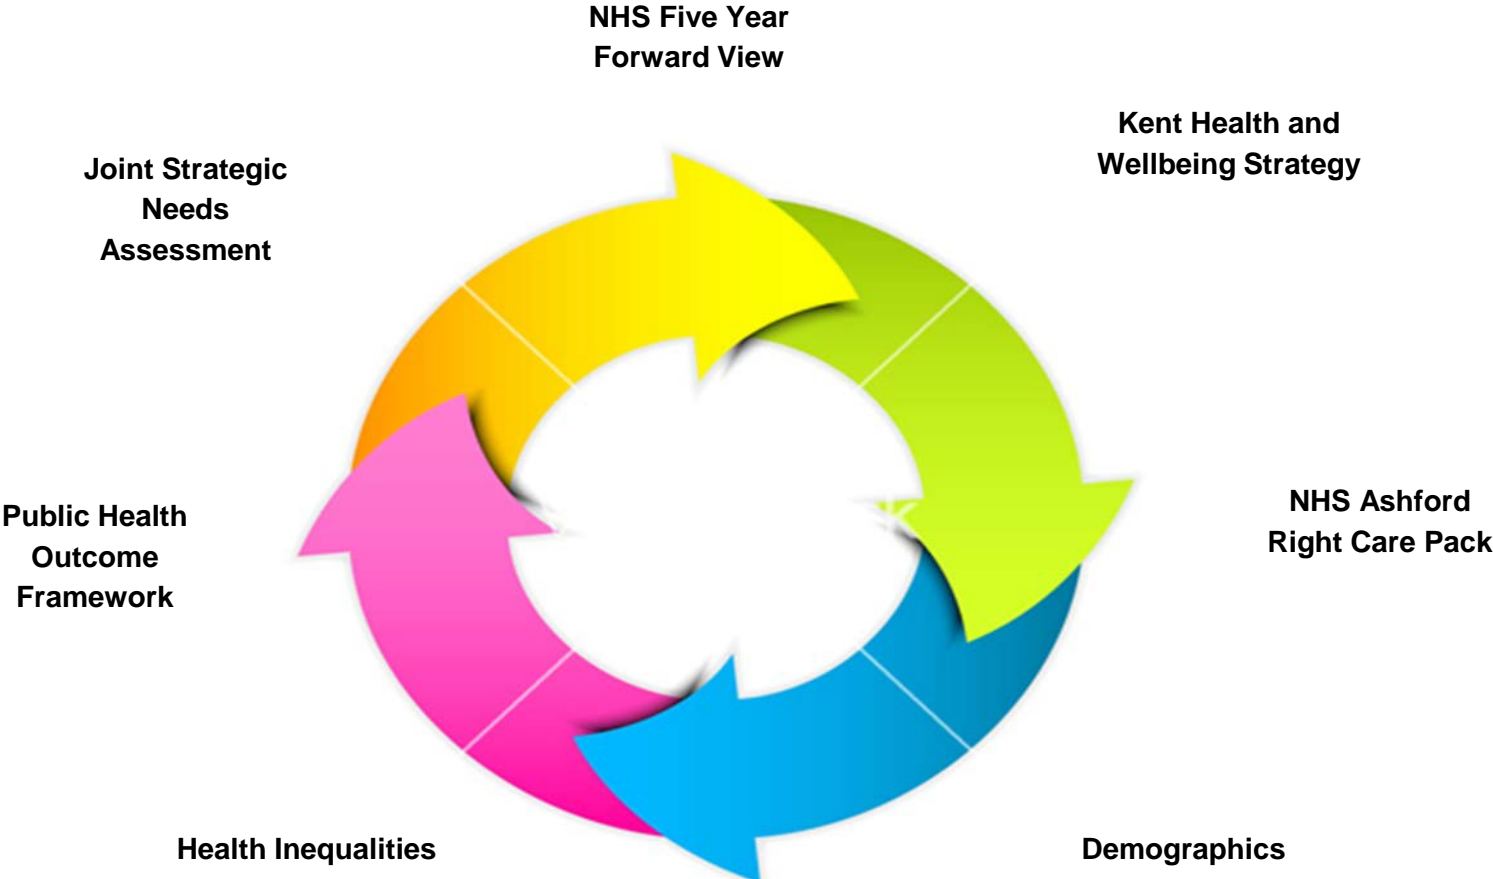 NHS Five Year
Forward View
Kent Health and
Wellbeing Strategy
Joint Strategic
Needs
Assessment
NHS Ashford
Right Care Pack
Public Health
Outcome
Framework
Health Inequalities
Demographics